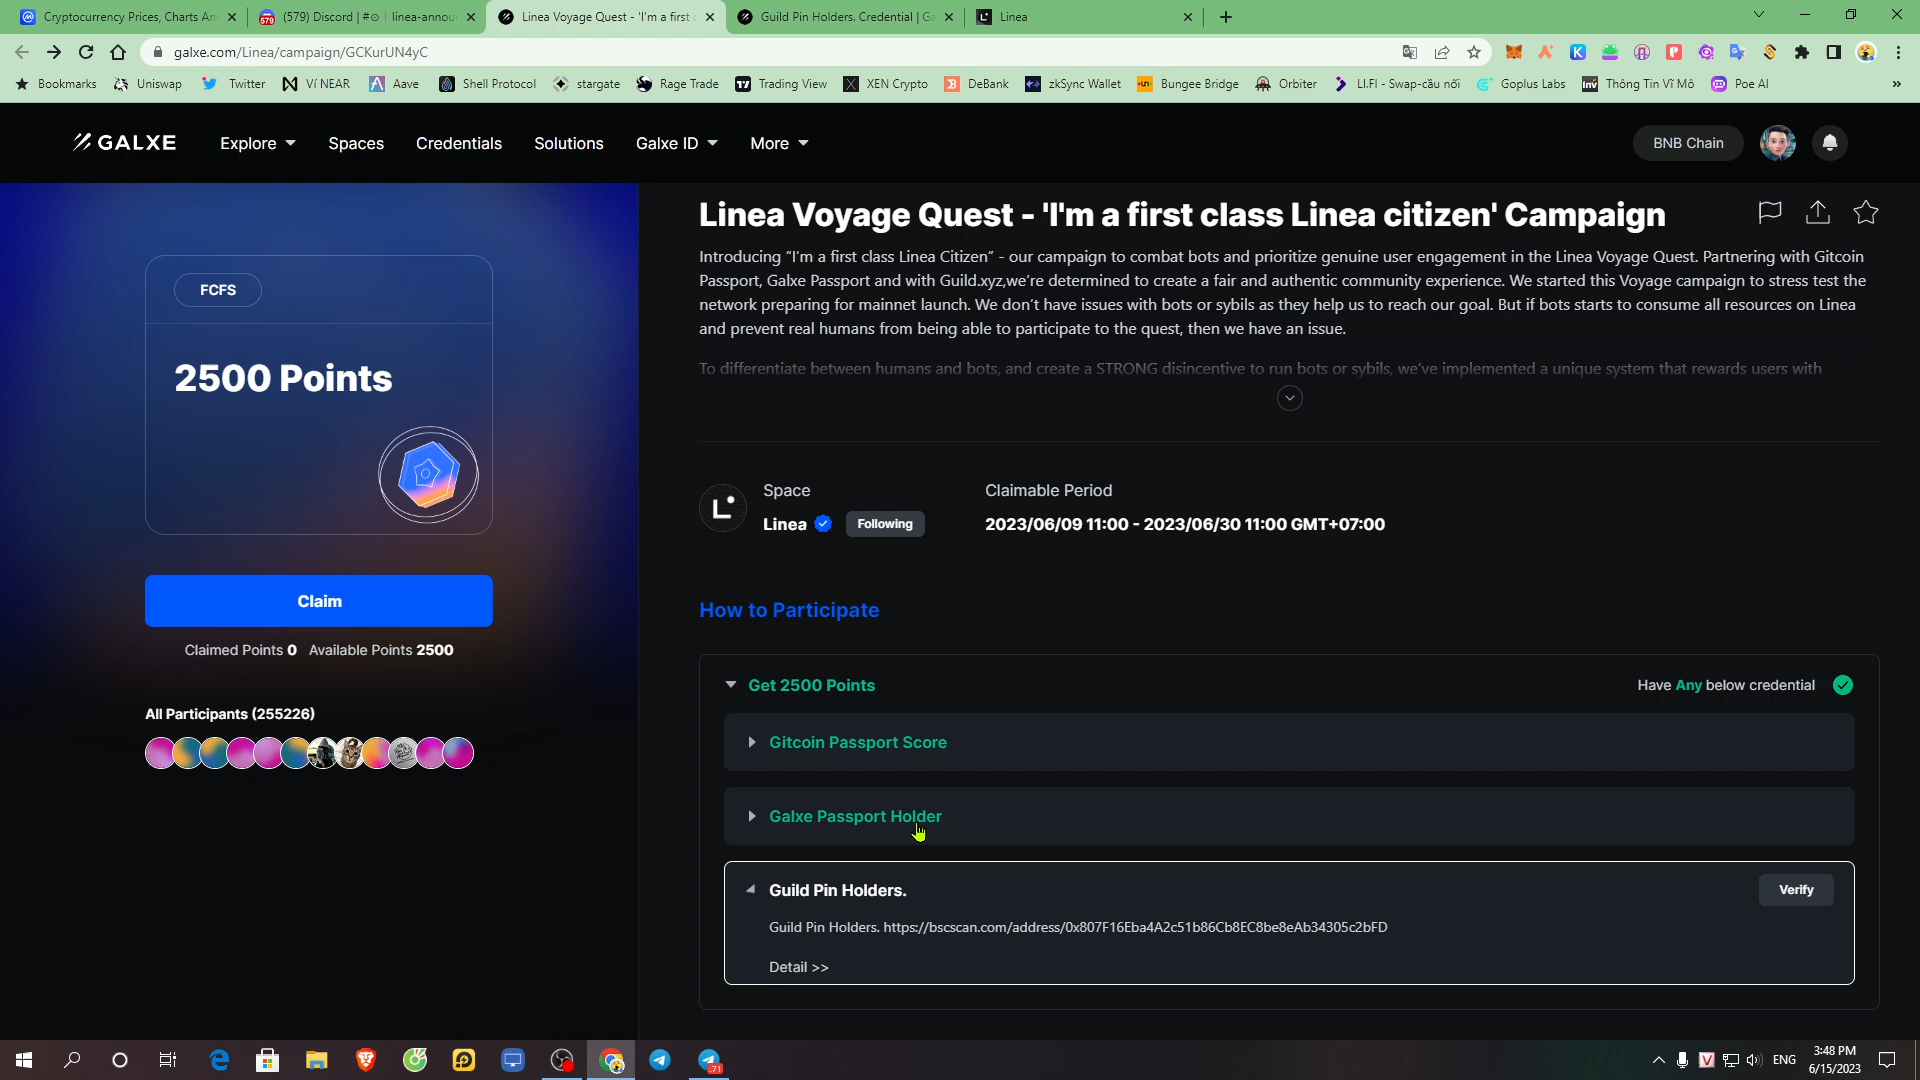 Cryptocurrency Prices, Charts An
(579) Discord | #⊙ | linea-annou
Linea Voyage Quest - 'I'm a first c
Guild Pin Holders. Credential | Ga
Linea
galxe.com/Linea/campaign/GCKurUN4yC
Bookmarks
Uniswap
Twitter
Ví NEAR
Aave
Shell Protocol
stargate
Rage Trade
Trading View
XEN Crypto
DeBank
zkSync Wallet
Bungee Bridge
Orbiter
LI.FI - Swap-cầu nối
Goplus Labs
Thông Tin Vĩ Mô
Poe AI
»
GALXE
Explore
Spaces
Credentials
Solutions
Galxe ID
More
BNB Chain
FCFS
2500 Points
Claim
Claimed Points 0 Available Points 2500
All Participants (255226)
Linea Voyage Quest - 'I'm a first class Linea citizen' Campaign
Introducing "I'm a first class Linea Citizen" - our campaign to combat bots and prioritize genuine user engagement in the Linea Voyage Quest. Partnering with Gitcoin
Passport, Galxe Passport and with Guild.xyz,we're determined to create a fair and authentic community experience. We started this Voyage campaign to stress test the
network preparing for mainnet launch. We don't have issues with bots or sybils as they help us to reach our goal. But if bots starts to consume all resources on Linea
and prevent real humans from being able to participate to the quest, then we have an issue.
To differentiate between humans and bots, and create a STRONG disincentive to run bots or sybils, we've implemented a unique system that rewards users with
Space
Linea
Following
Claimable Period
2023/06/09 11:00 - 2023/06/30 11:00 GMT+07:00
How to Participate
Get 2500 Points
Have Any below credential
Gitcoin Passport Score
Galxe Passport Holder
Guild Pin Holders.
Verify
Guild Pin Holders. https://bscscan.com/address/0x807F16Eba4A2c51b86Cb8EC8be8eAb34305c2bFD
Detail >>
71
ENG
3:48 PM
6/15/2023